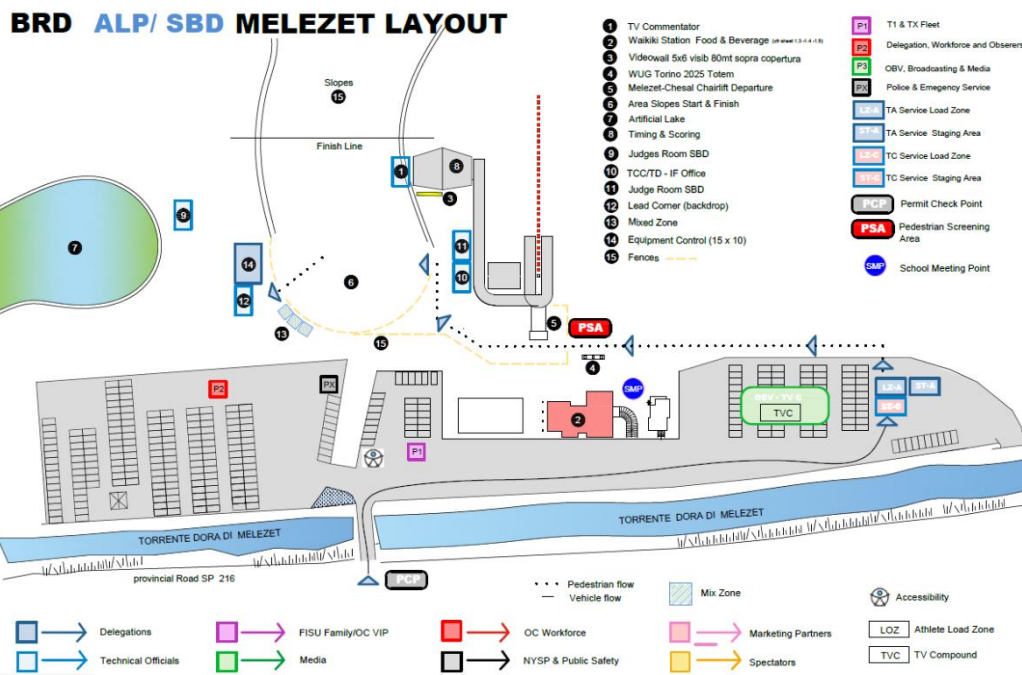 BRD ALP/ SBD MELEZET LAYOUT
1 TV Commentator
2 Waikiki Station Food & Beverage
3 Videowall 5x6 visib 80mt sopra copertura
4 WUG Torino 2025 Totem
5 Melezet-Chesal Chairlift Departure
6 Area Slopes Start & Finish
7 Artificial Lake
8 Timing & Scoring
9 Judges Room SBD
10 TCC/TD - IF Office
11 Judge Room SBD
12 Lead Corner (backdrop)
13 Mixed Zone
14 Equipment Control (15 x 10)
15 Fences
P1 T1 & TX Fleet
P2 Delegation, Workforce and Obserers
P3 OBV, Broadcasting & Media
PX Police & Emegency Service
LZ-A TA Service Load Zone
ST-A TA Service Staging Area
LZ-C TC Service Load Zone
ST-C TC Service Staging Area
PCP Permit Check Point
PSA Pedestrian Screening
Area
SMP School Meeting Point
Slopes
15
Finish Line
1
8
3
9
7
14
12
6
11
10
13
15
5
PSA
4
P2
PX
SMP
2
P1
OBV - TV C
TVC
LZ-A
ST-A
LZ-C
TORRENTE DORA DI MELEZET
TORRENTE DORA DI MELEZET
provincial Road SP 216
PCP
Pedestrian flow
Vehicle flow
Mix Zone
Accessibility
Delegations
FISU Family/OC VIP
OC Workforce
Marketing Partners
LOZ Athlete Load Zone
Technical Officials
Media
NYSP & Public Safety
Spectators
TVC TV Compound